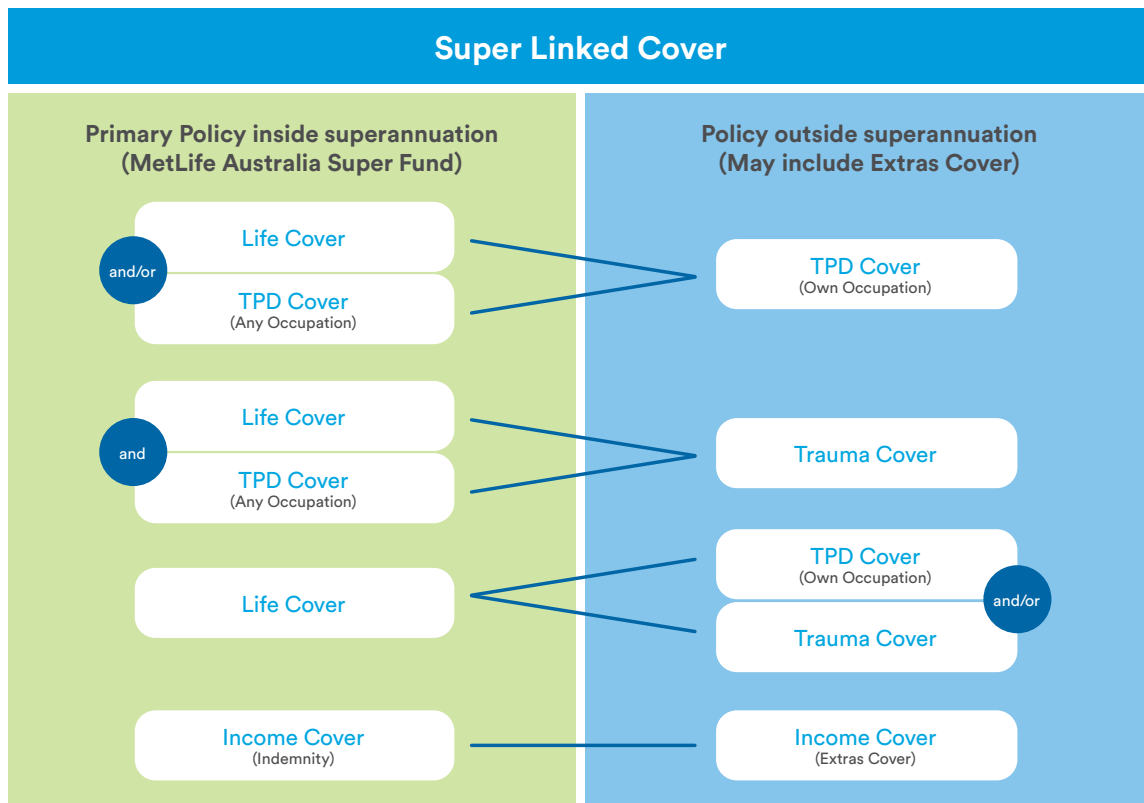 Super Linked Cover
Primary Policy inside superannuation
(MetLife Australia Super Fund)
Life Cover
and/or
TPD Cover
(Any Occupation)
Life Cover
and
TPD Cover
(Any Occupation)
Life Cover
Income Cover
(Indemnity)
Policy outside superannuation
(May include Extras Cover)
TPD Cover
(Own Occupation)
Trauma Cover
TPD Cover
(Own Occupation)
and/or
Trauma Cover
Income Cover
(Extras Cover)